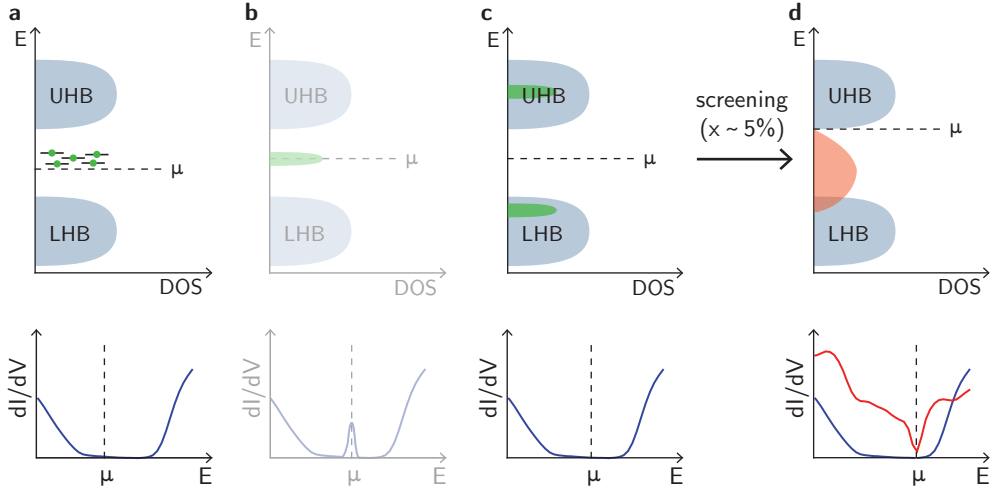 a
E
UHB
μ
LHB
DOS
dI/dV
μ
E
b
E
UHB
μ
LHB
DOS
dI/dV
μ
E
c
E
UHB
μ
LHB
DOS
dI/dV
μ
E
screening
(x ~ 5%)
d
E
UHB
μ
LHB
DOS
dI/dV
μ
E